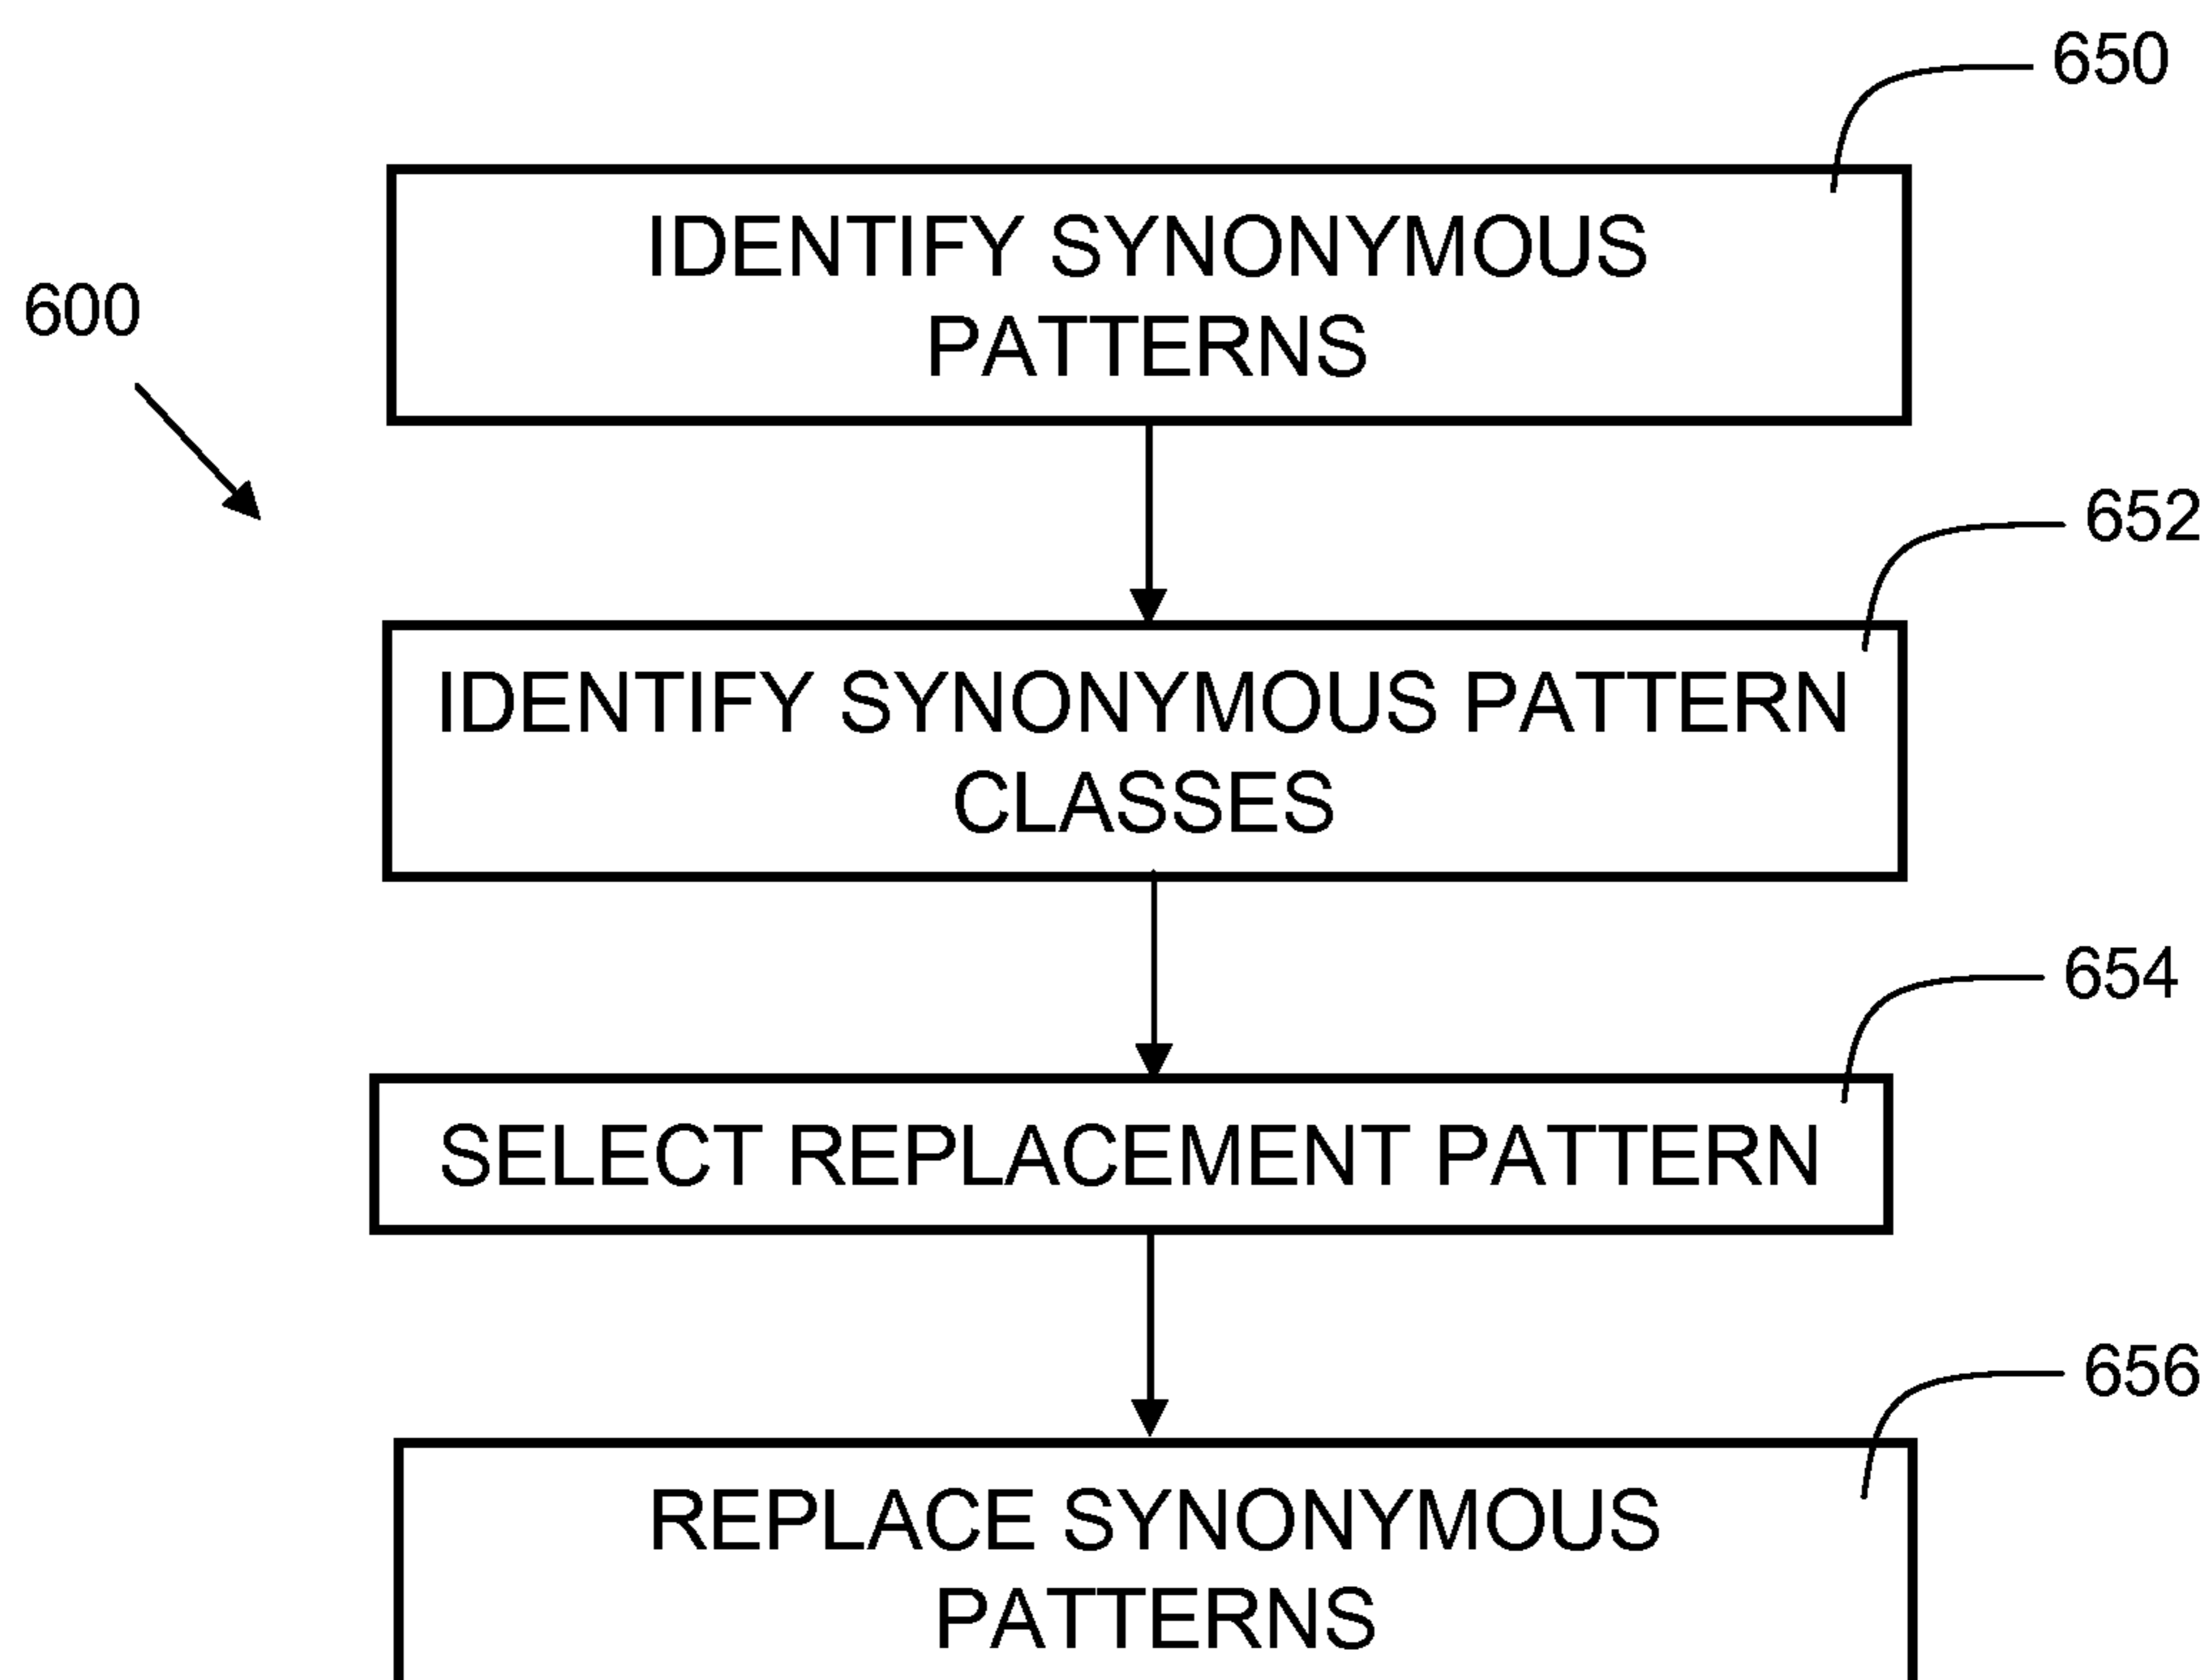 650
IDENTIFY SYNONYMOUS
PATTERNS
600
652
IDENTIFY SYNONYMOUS PATTERN
CLASSES
654
SELECT REPLACEMENT PATTERN
656
REPLACE SYNONYMOUS
PATTERNS